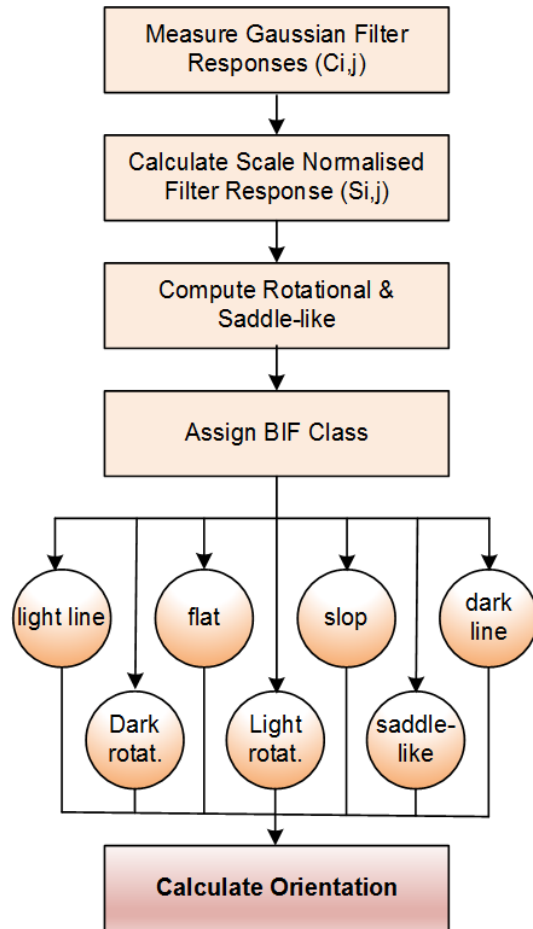 Measure Gaussian Filter
Responses (Ci,j)
Calculate Scale Normalised
Filter Response (Si,j)
Compute Rotational &
Saddle-like
Assign BIF Class
light line
flat
slop
dark
line
Dark
rotat.
Light
rotat.
saddle-
like
Calculate Orientation